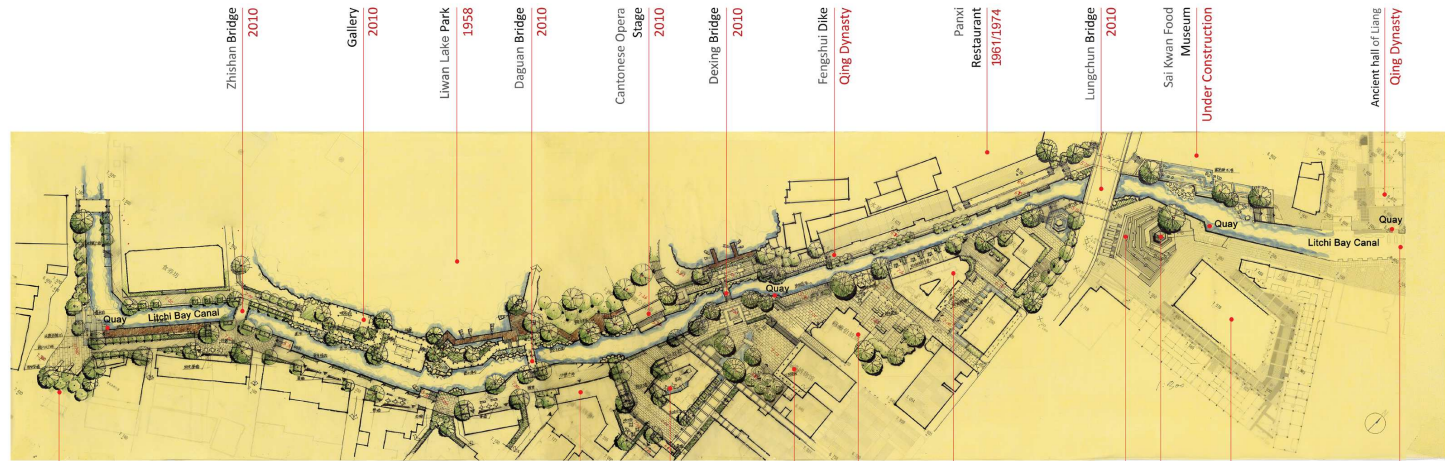 Zhishan Bridge
2010
Gallery
2010
Liwan Lake Park
1958
Daguan Bridge
2010
Cantonese Opera
Stage
2010
Dexing Bridge
2010
Fengshui Dike
Qing Dynasty
Panxi
Restaurant
1961/1974
Lungchun Bridge
2010
Sai Kwan Food
Museum
Under Construction
Ancient hall of Liang
Qing Dynasty
Quay
Litchi Bay Canal
Quay
Quay
Litchi Bay Canal
Quay